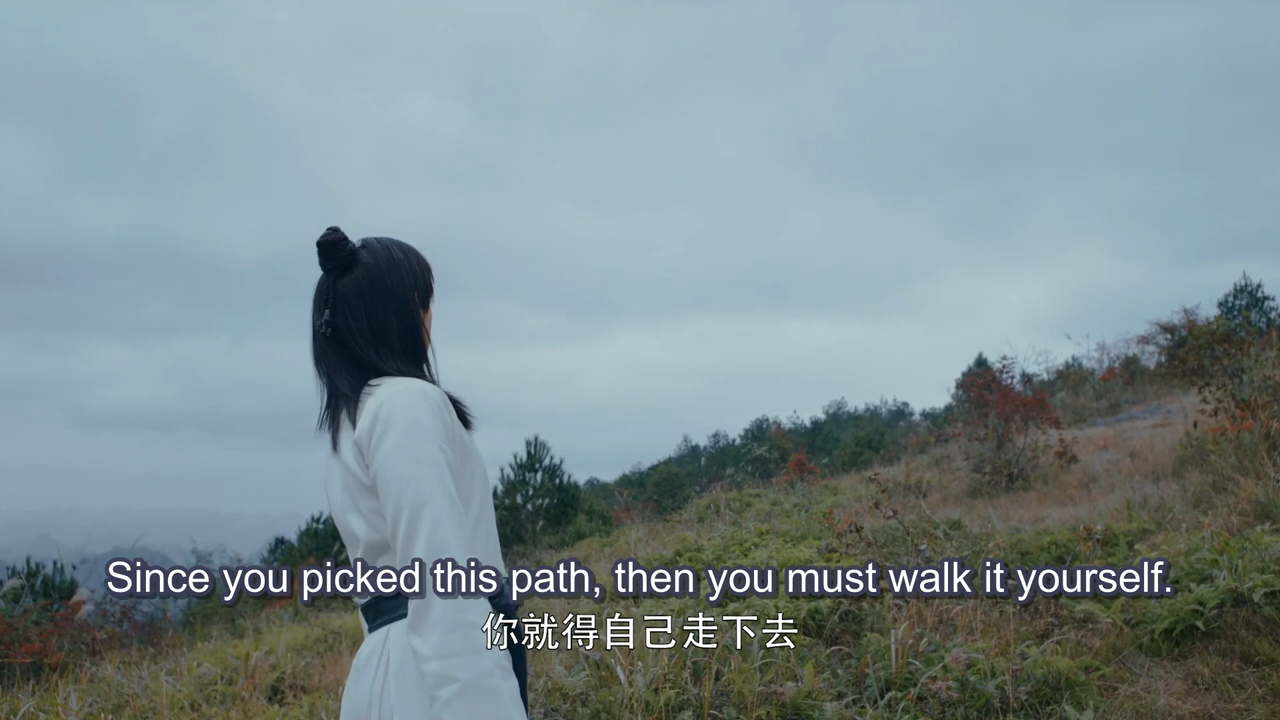 Since you picked this path, then you must walk it yourself.
你就得自己走下去